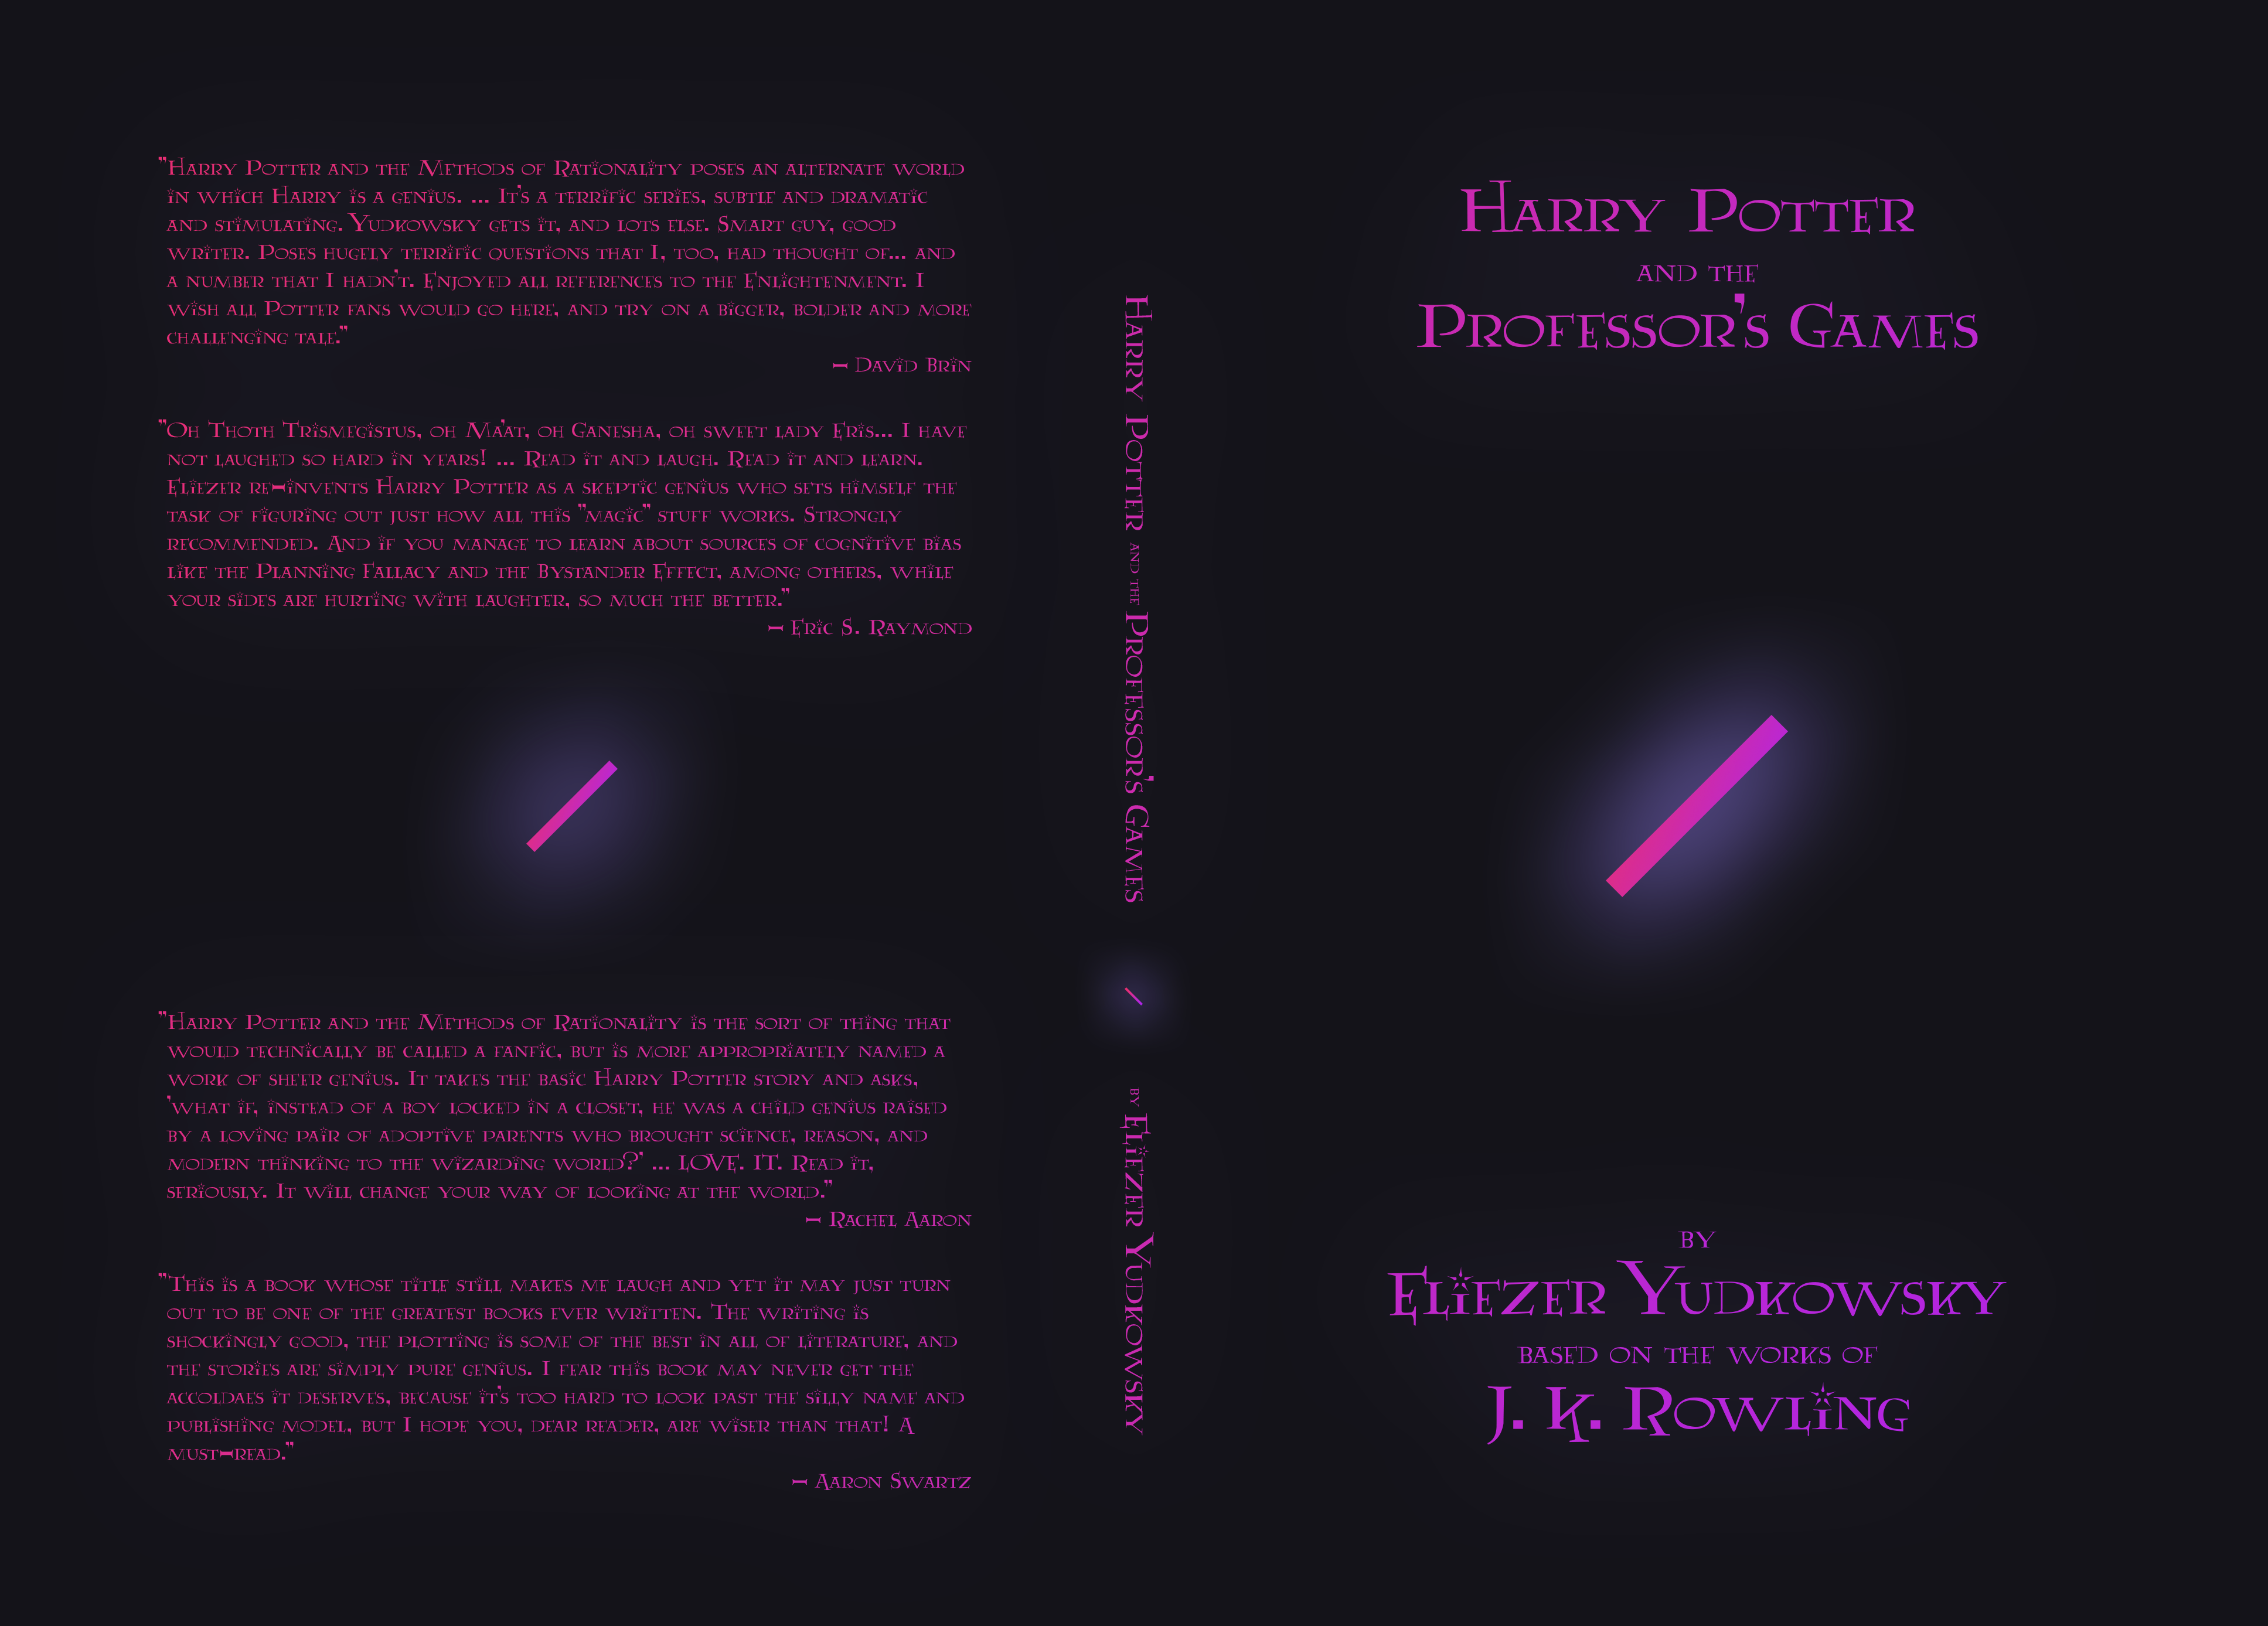 "Harry Potter and the Methods of Rationality poses an alternate world
in which Harry is a genius. ... It's a terrific series, subtle and dramatic
and stimulating. Yudkowsky gets it, and lots else. Smart guy, good
writer. Poses hugely terrific questions that I, too, had thought of... and
a number that I hadn't. Enjoyed all references to the Enlightenment. I
wish all Potter fans would go here, and try on a bigger, bolder and more
challenging tale."
- David Brin
"Oh Thoth Trismegistus, oh Ma'at, oh Ganesha, oh sweet lady Eris... I have
not laughed so hard in years! ... Read it and laugh. Read it and learn.
Eliezer re-invents Harry Potter as a skeptic genius who sets himself the
task of figuring out just how all this "magic" stuff works. Strongly
recommended. And if you manage to learn about sources of cognitive bias
like the Planning Fallacy and the Bystander Effect, among others, while
your sides are hurting with laughter, so much the better."
- Eric S. Raymond
"Harry Potter and the Methods of Rationality is the sort of thing that
would technically be called a fanfic, but is more appropriately named a
work of sheer genius. It takes the basic Harry Potter story and asks,
'what if, instead of a boy locked in a closet, he was a child genius raised
by a loving pair of adoptive parents who brought science, reason, and
modern thinking to the wizarding world?' ... LOVE. IT. Read it,
seriously. It will change your way of looking at the world."
- Rachel Aaron
"This is a book whose title still makes me laugh and yet it may just turn
out to be one of the greatest books ever written. The writing is
shockingly good, the plotting is some of the best in all of literature, and
the stories are simply pure genius. I fear this book may never get the
accoldaes it deserves, because it's too hard to look past the silly name and
publishing model, but I hope you, dear reader, are wiser than that! A
must-read."
- Aaron Swartz
Harry Potter and the Professor's Games by Eliezer Yudkowsky
Harry Potter
and the
Professor's Games
by
Eliezer Yudkowsky
based on the works of
J. K. Rowling